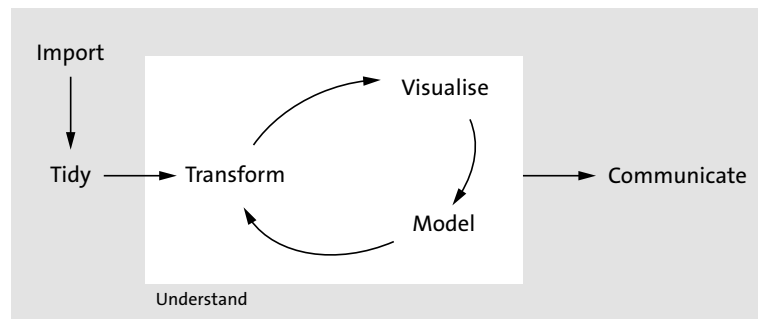 Import
Tidy
Transform
Visualise
Model
Communicate
Understand